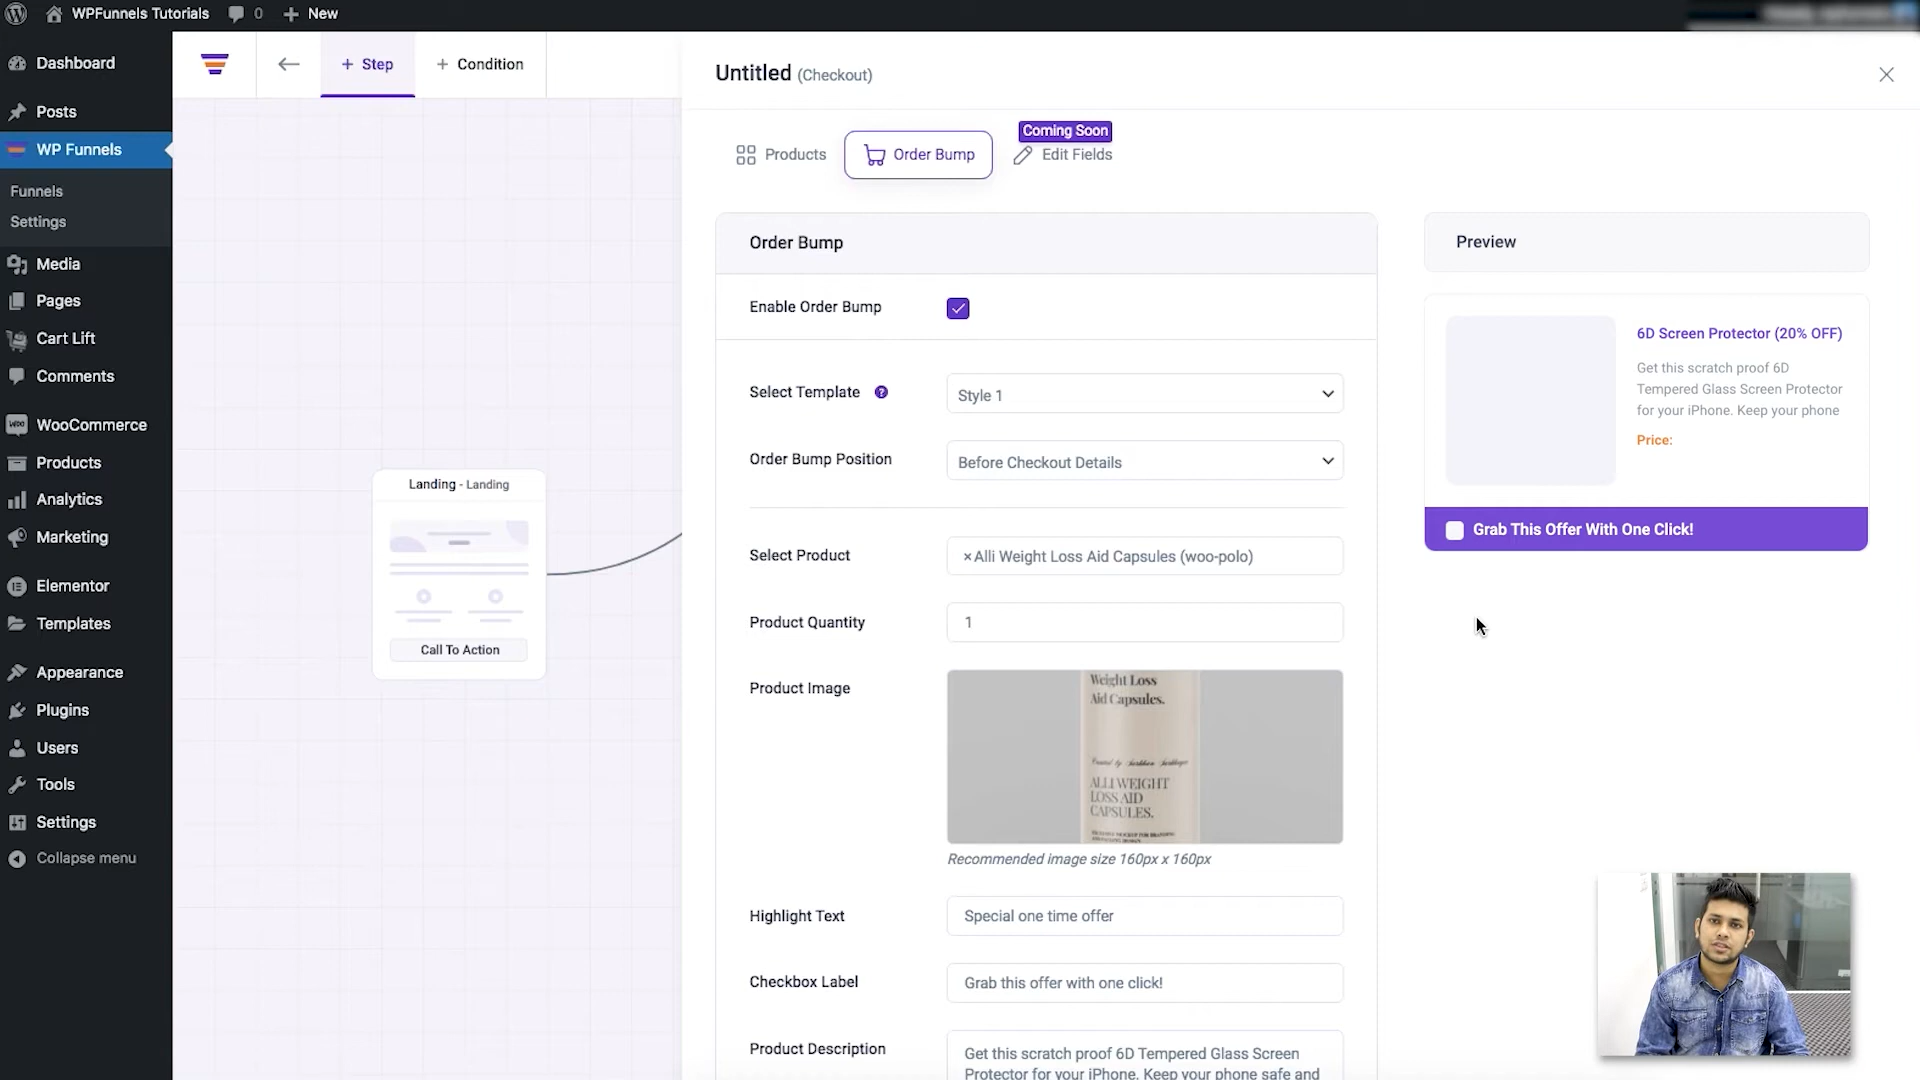 WPFunnels Tutorials
0
New
Dashboard
Posts
WP Funnels
Funnels
Settings
Media
Pages
Cart Lift
Comments
WooCommerce
Products
Analytics
Marketing
Elementor
Templates
Appearance
Plugins
Users
Tools
Settings
Collapse menu
+ Step
+ Condition
Landing - Landing
Call To Action
Untitled (Checkout)
Products
Order Bump
Coming Soon
Edit Fields
Order Bump
Enable Order Bump
Select Template ?
Style 1
Order Bump Position
Before Checkout Details
Select Product
×Alli Weight Loss Aid Capsules (woo-polo)
Product Quantity
1
Product Image
Weight Loss
Aid Capsules.
ALLI WEIGHT
LOSS AID
CAPSULES.
Recommended image size 160px x 160px
Highlight Text
Special one time offer
Checkbox Label
Grab this offer with one click!
Product Description
Get this scratch proof 6D Tempered Glass Screen
Protector for your iPhone. Keep your phone safe and
Preview
6D Screen Protector (20% OFF)
Get this scratch proof 6D
Tempered Glass Screen Protector
for your iPhone. Keep your phone
Price:
Grab This Offer With One Click!